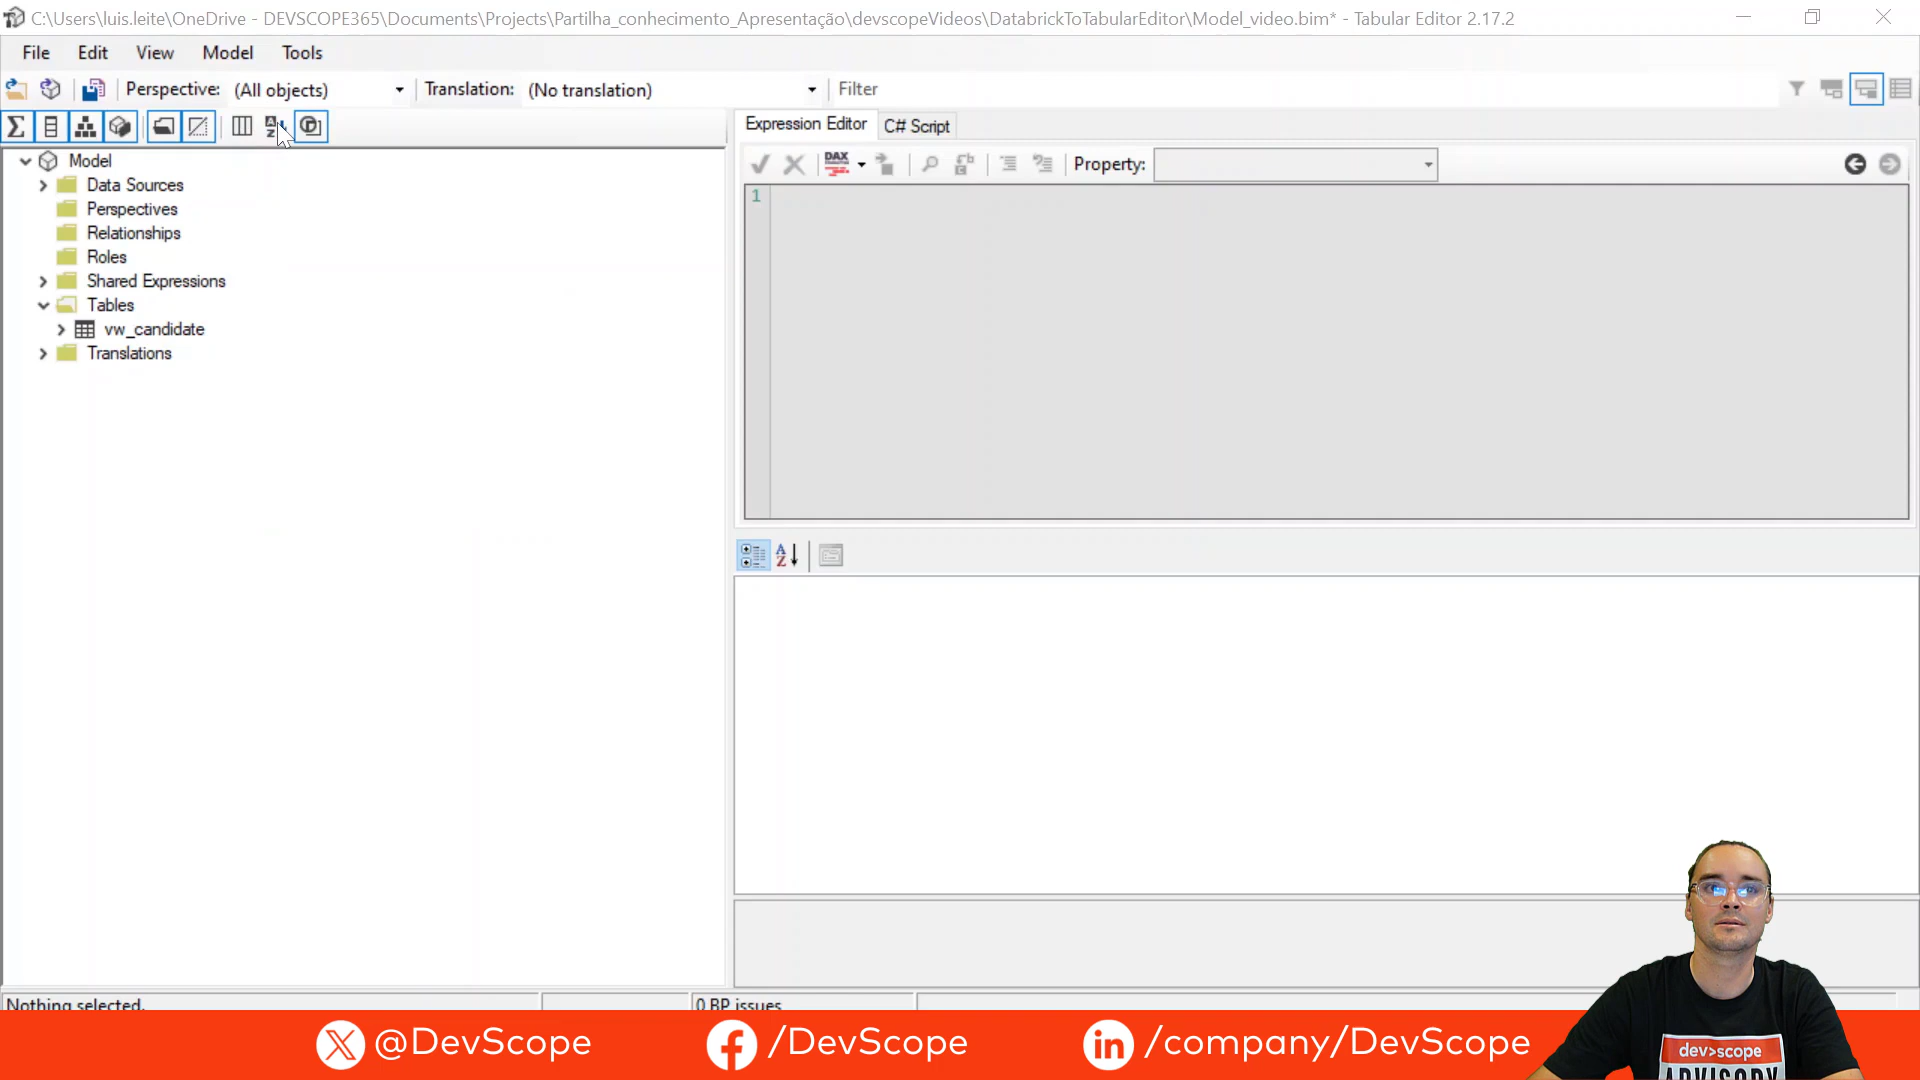 C:\Users\luis.leite\OneDrive - DEVSCOPE365\Documents\Projects\Partilha_conhecimento_Apresentação\devscopeVideos\DatabrickToTabularEditor\Model_video.bim* - Tabular Editor 2.17.2
File Edit View Model Tools
Perspective: (All objects) Translation: (No translation) Filter
Expression Editor C# Script
DAX Property:
1
Model
Data Sources
Perspectives
Relationships
Roles
Shared Expressions
Tables
vw_candidate
Translations
Nothing selected.
0 BP issues
@DevScope /DevScope /company/DevScope
dev>scope
ADVISORY